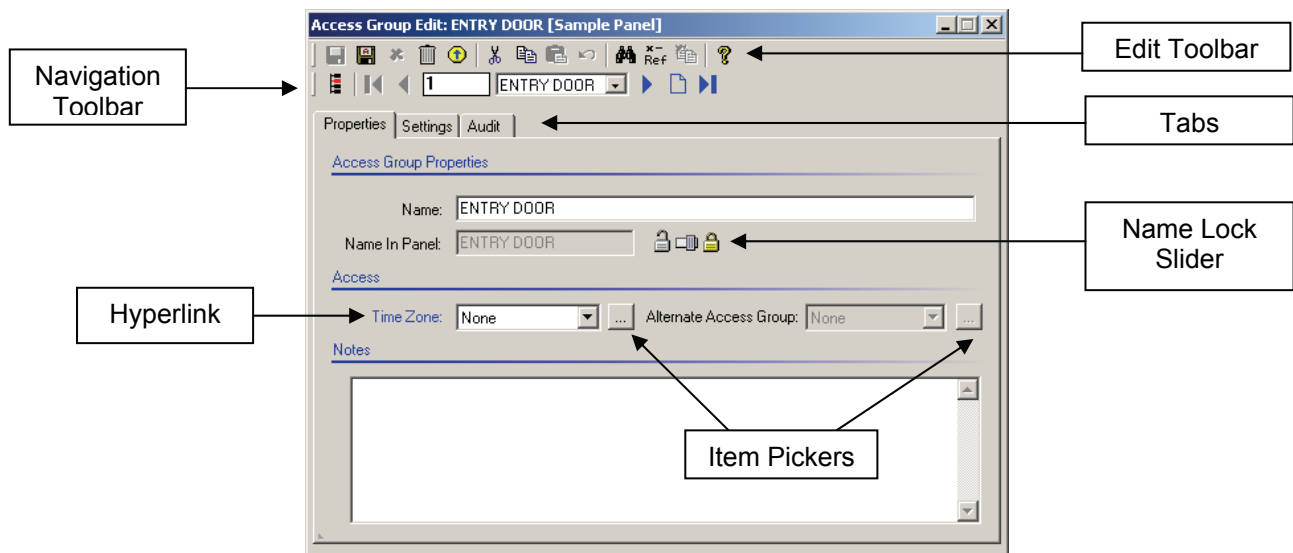 Access Group Edit: ENTRY DOOR [Sample Panel]
Edit Toolbar
Navigation
Toolbar
x-
Ref
1
ENTRY DOOR
Properties
Settings
Audit
Tabs
Access Group Properties
Name:
ENTRY DOOR
Name In Panel:
ENTRY DOOR
Name Lock
Slider
Access
Hyperlink
Time Zone:
None
...
Alternate Access Group:
None
...
Notes
Item Pickers